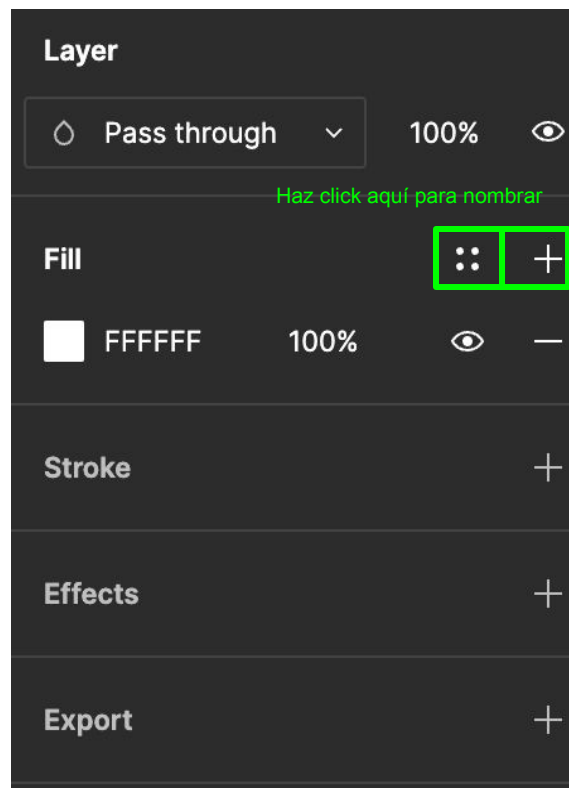 Layer
Pass through 100%
Haz click aquí para nombrar
Fill
FFFFFF 100%
Stroke
Effects
Export